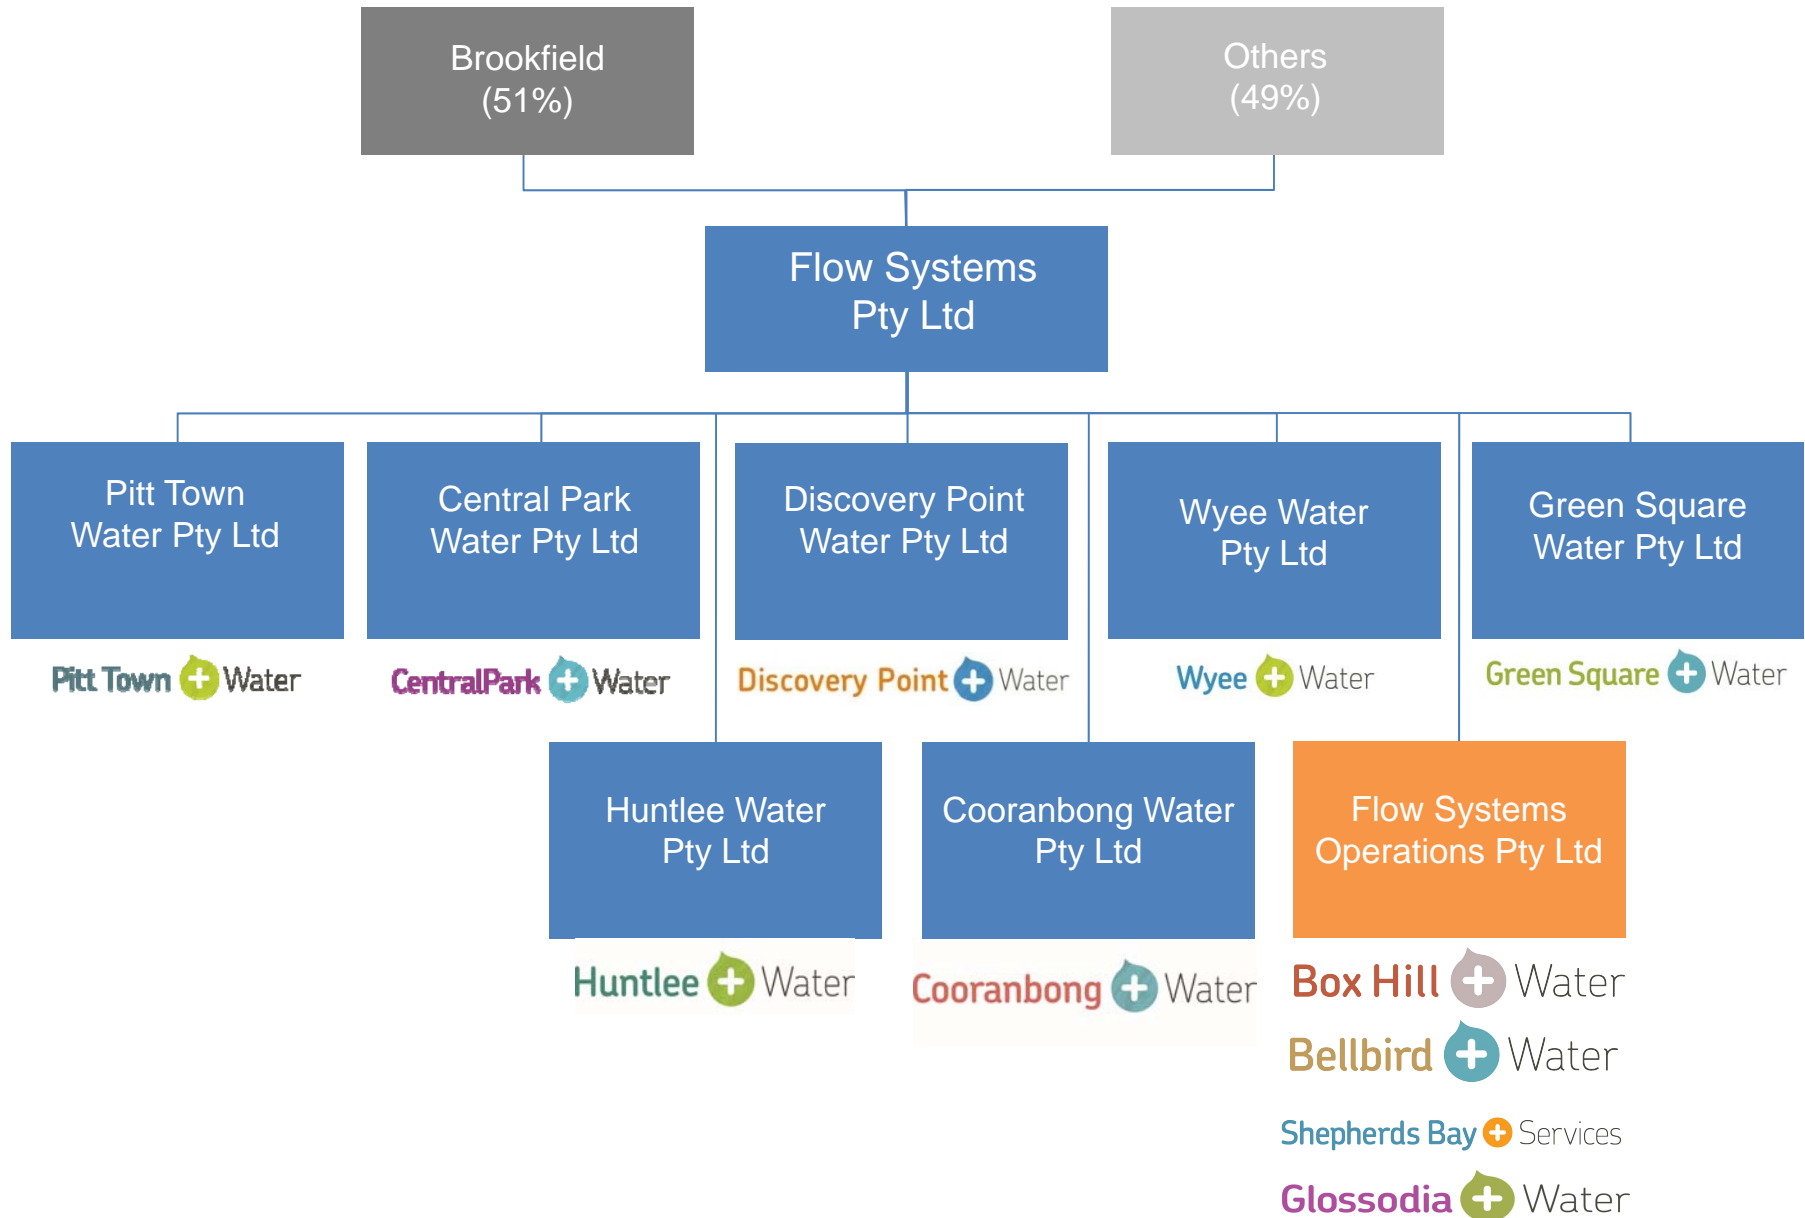 Brookfield
(51%)
Others
(49%)
Flow Systems
Pty Ltd
Pitt Town
Water Pty Ltd
Central Park
Water Pty Ltd
Discovery Point
Water Pty Ltd
Wyee Water
Pty Ltd
Green Square
Water Pty Ltd
Pitt Town + Water
CentralPark + Water
Discovery Point + Water
Wyee + Water
Green Square + Water
Huntlee Water
Pty Ltd
Cooranbong Water
Pty Ltd
Flow Systems
Operations Pty Ltd
Huntlee + Water
Cooranbong + Water
Box Hill + Water
Bellbird + Water
Shepherds Bay + Services
Glossodia + Water